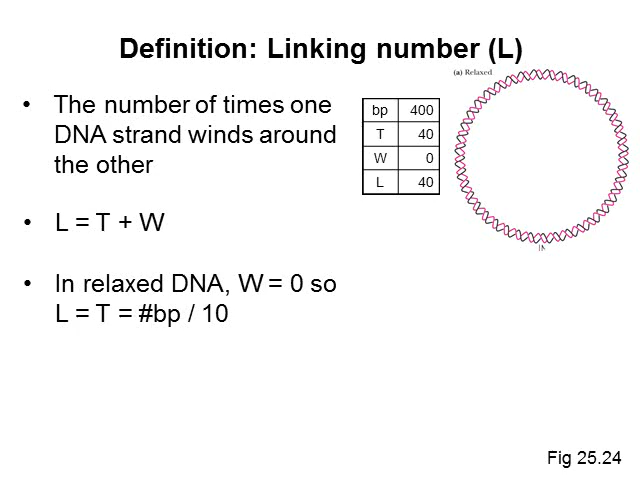 Definition: Linking number (L)
• The number of times one
DNA strand winds around
the other
• L = T + W
• In relaxed DNA, W = 0 so
L = T = #bp / 10
bp 400
T 40
W 0
L 40
(a) Relaxed
Fig 25.24